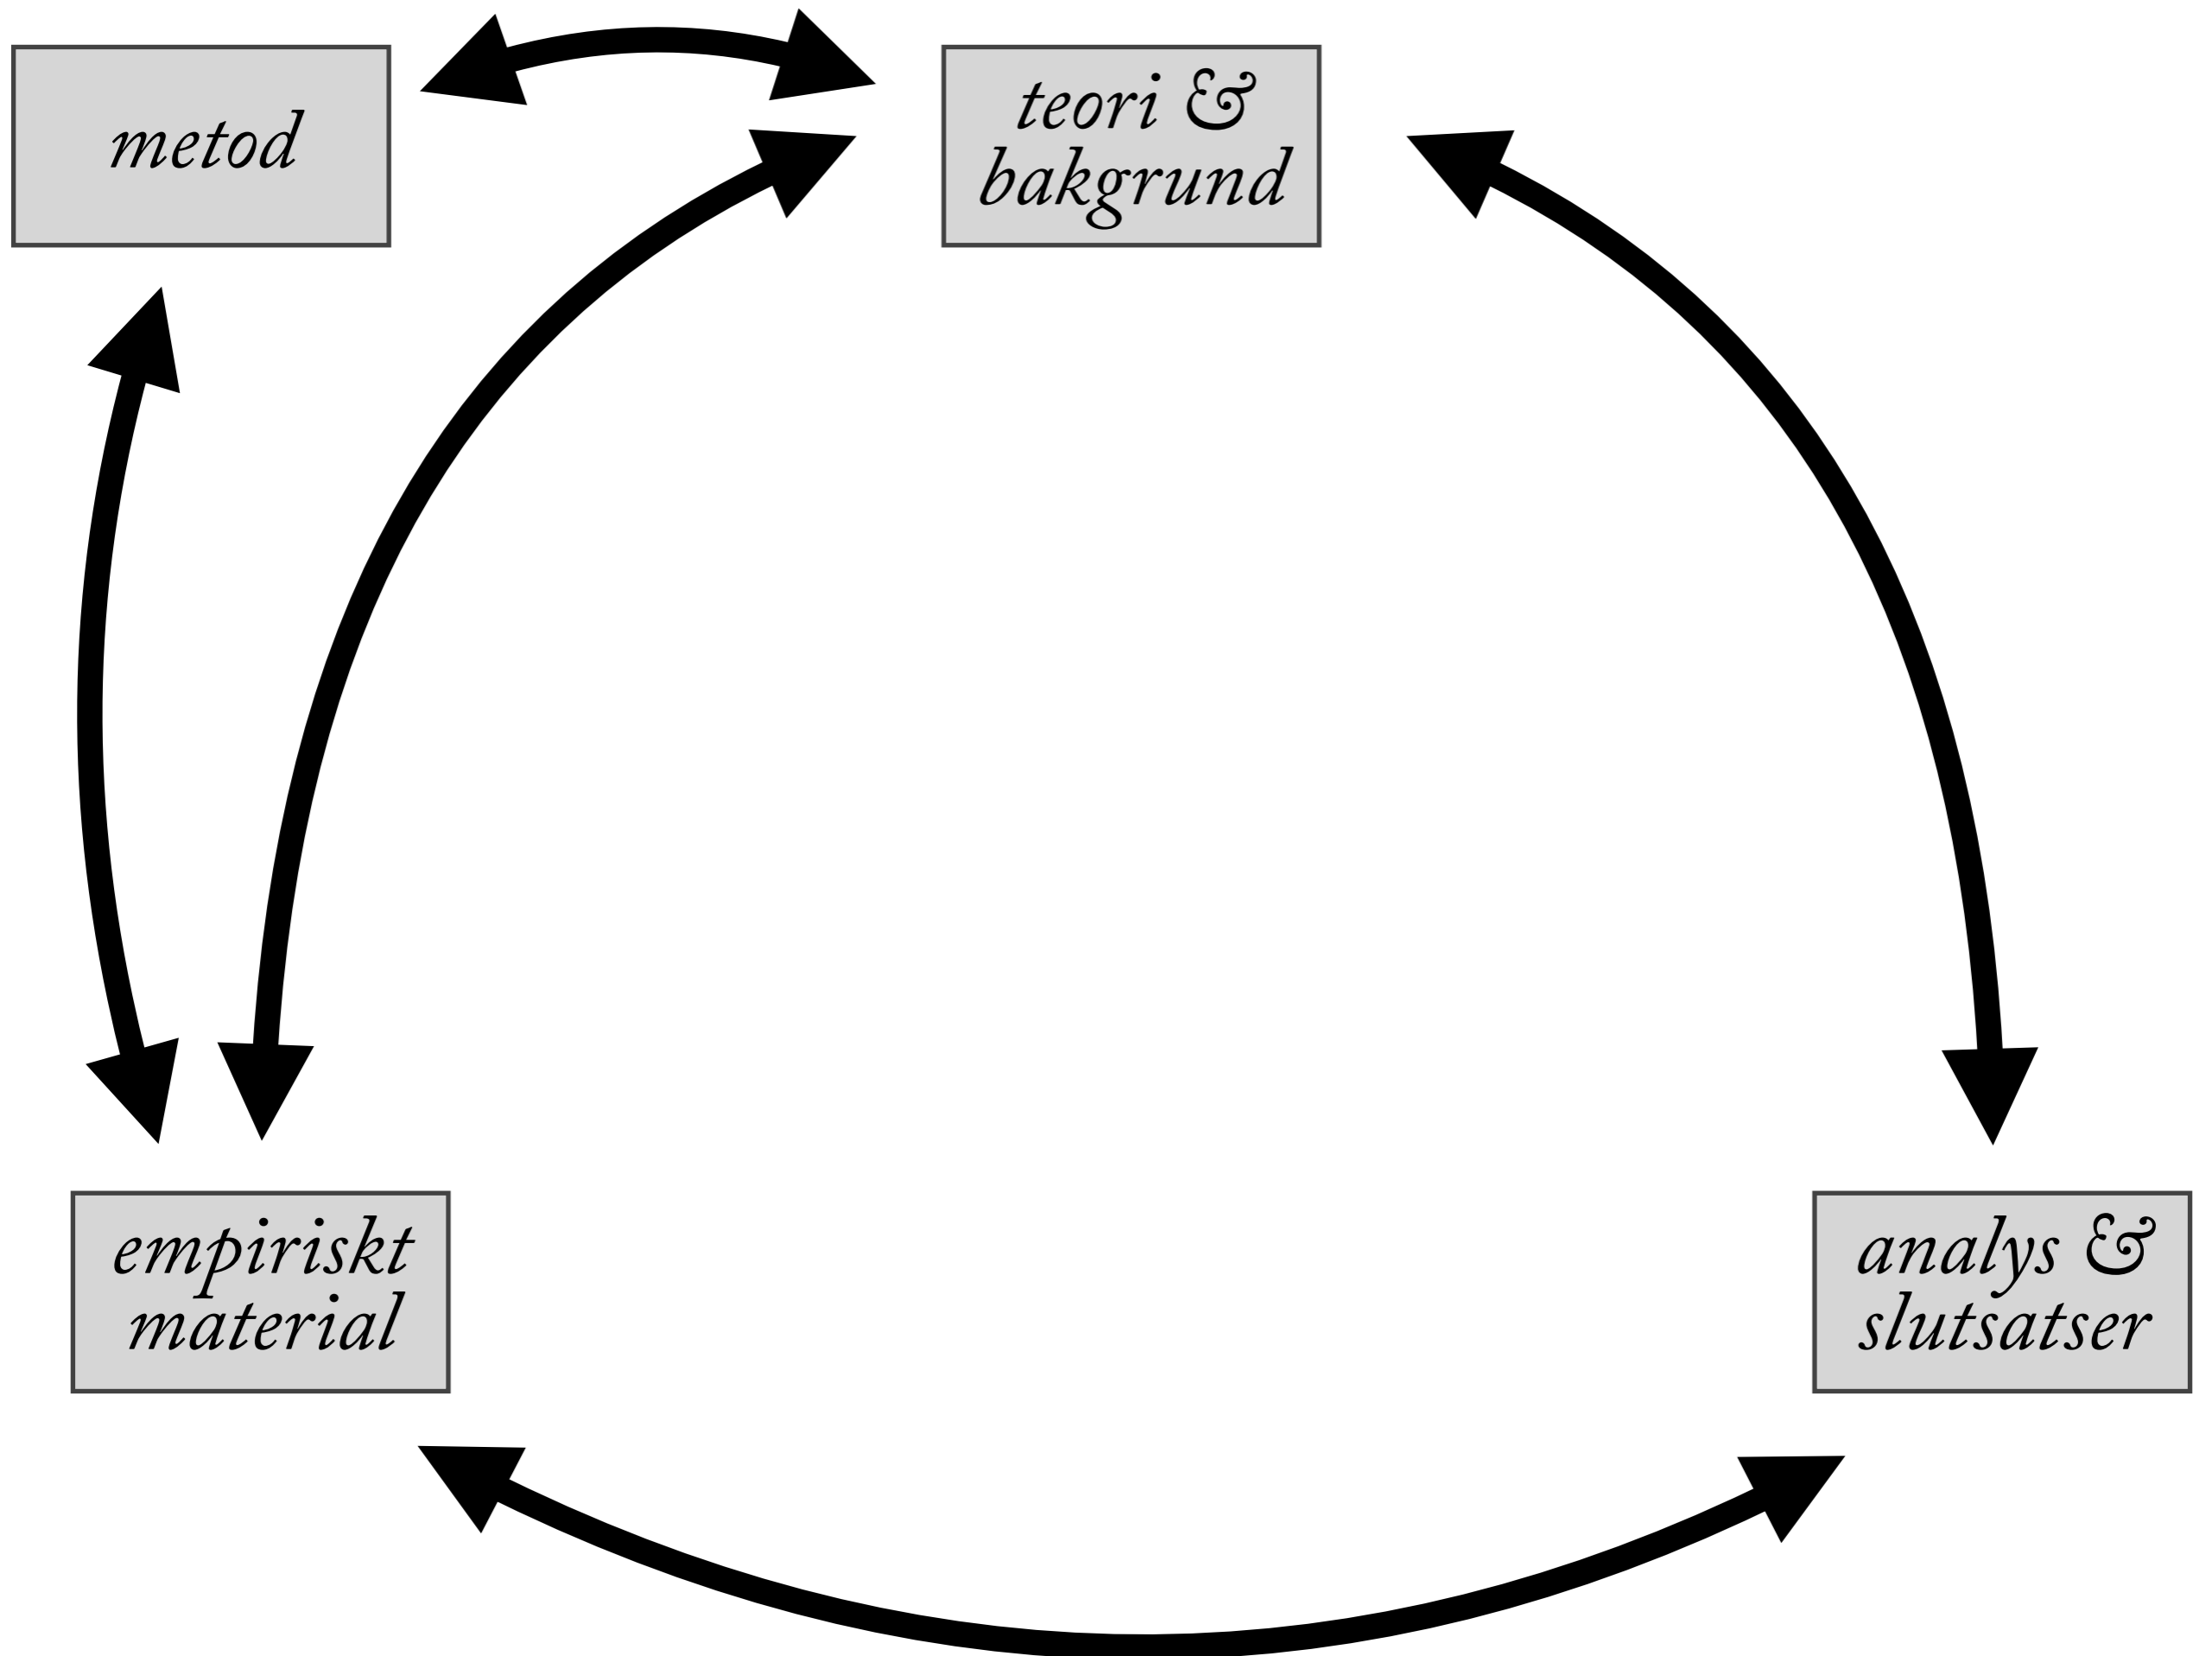 metod
teori &
bakgrund
empiriskt
material
analys &
slutsatser